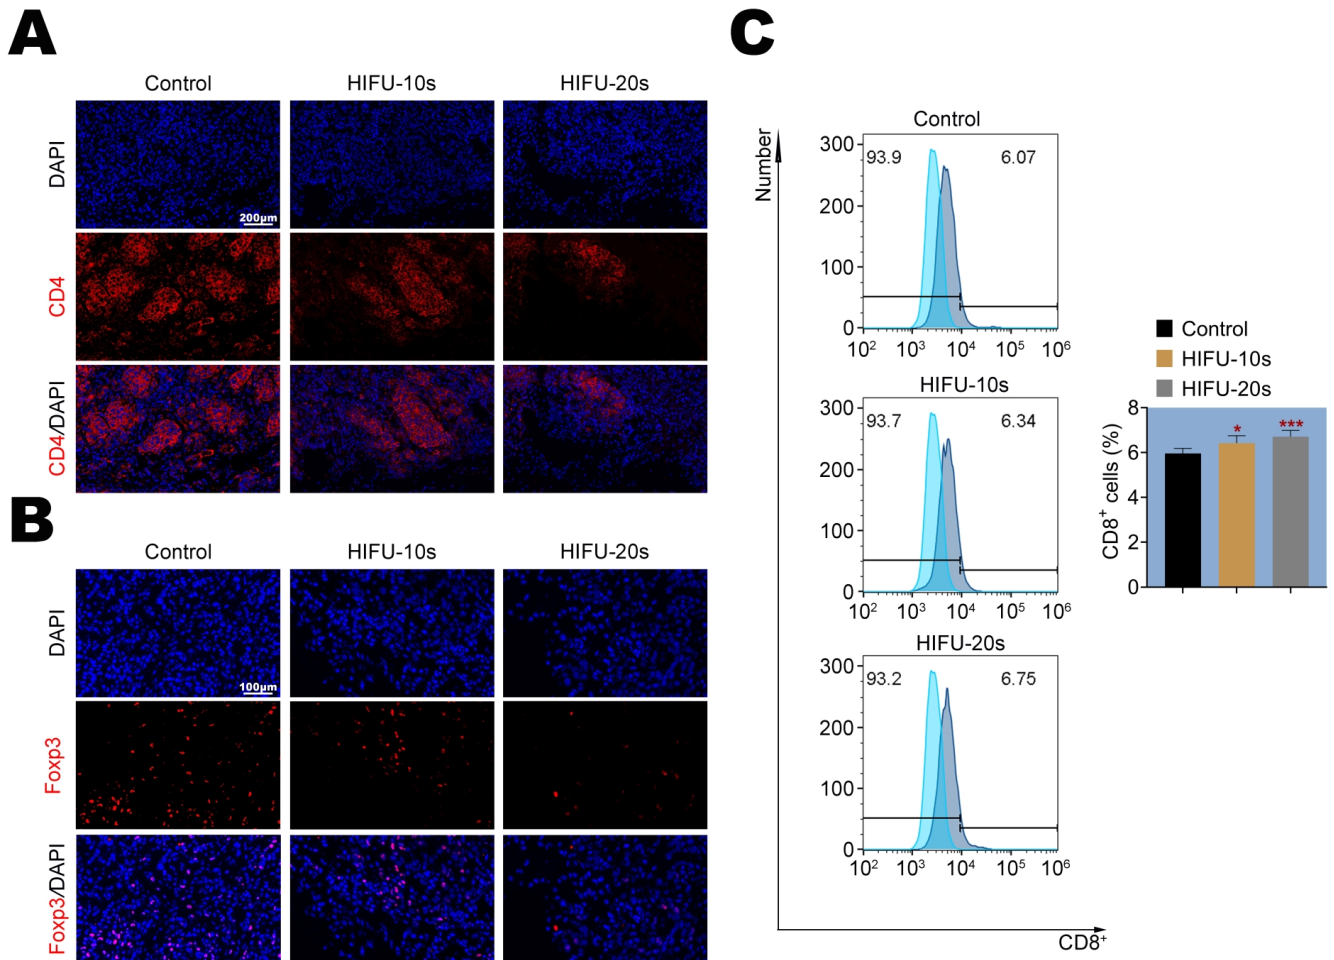 A
Control
HIFU-10s
HIFU-20s
DAPI
200μm
CD4
CD4/DAPI
B
Control
HIFU-10s
HIFU-20s
DAPI
100μm
Foxp3
Foxp3/DAPI
C
Number
Control
300
200
100
0
93.9
6.07
10² 10³ 10⁴ 10⁵ 10⁶
HIFU-10s
300
200
100
0
93.7
6.34
10² 10³ 10⁴ 10⁵ 10⁶
HIFU-20s
300
200
100
0
93.2
6.75
10² 10³ 10⁴ 10⁵ 10⁶
CD8⁺
Control
HIFU-10s
HIFU-20s
CD8⁺ cells (%)
8
6
4
2
0
*
***